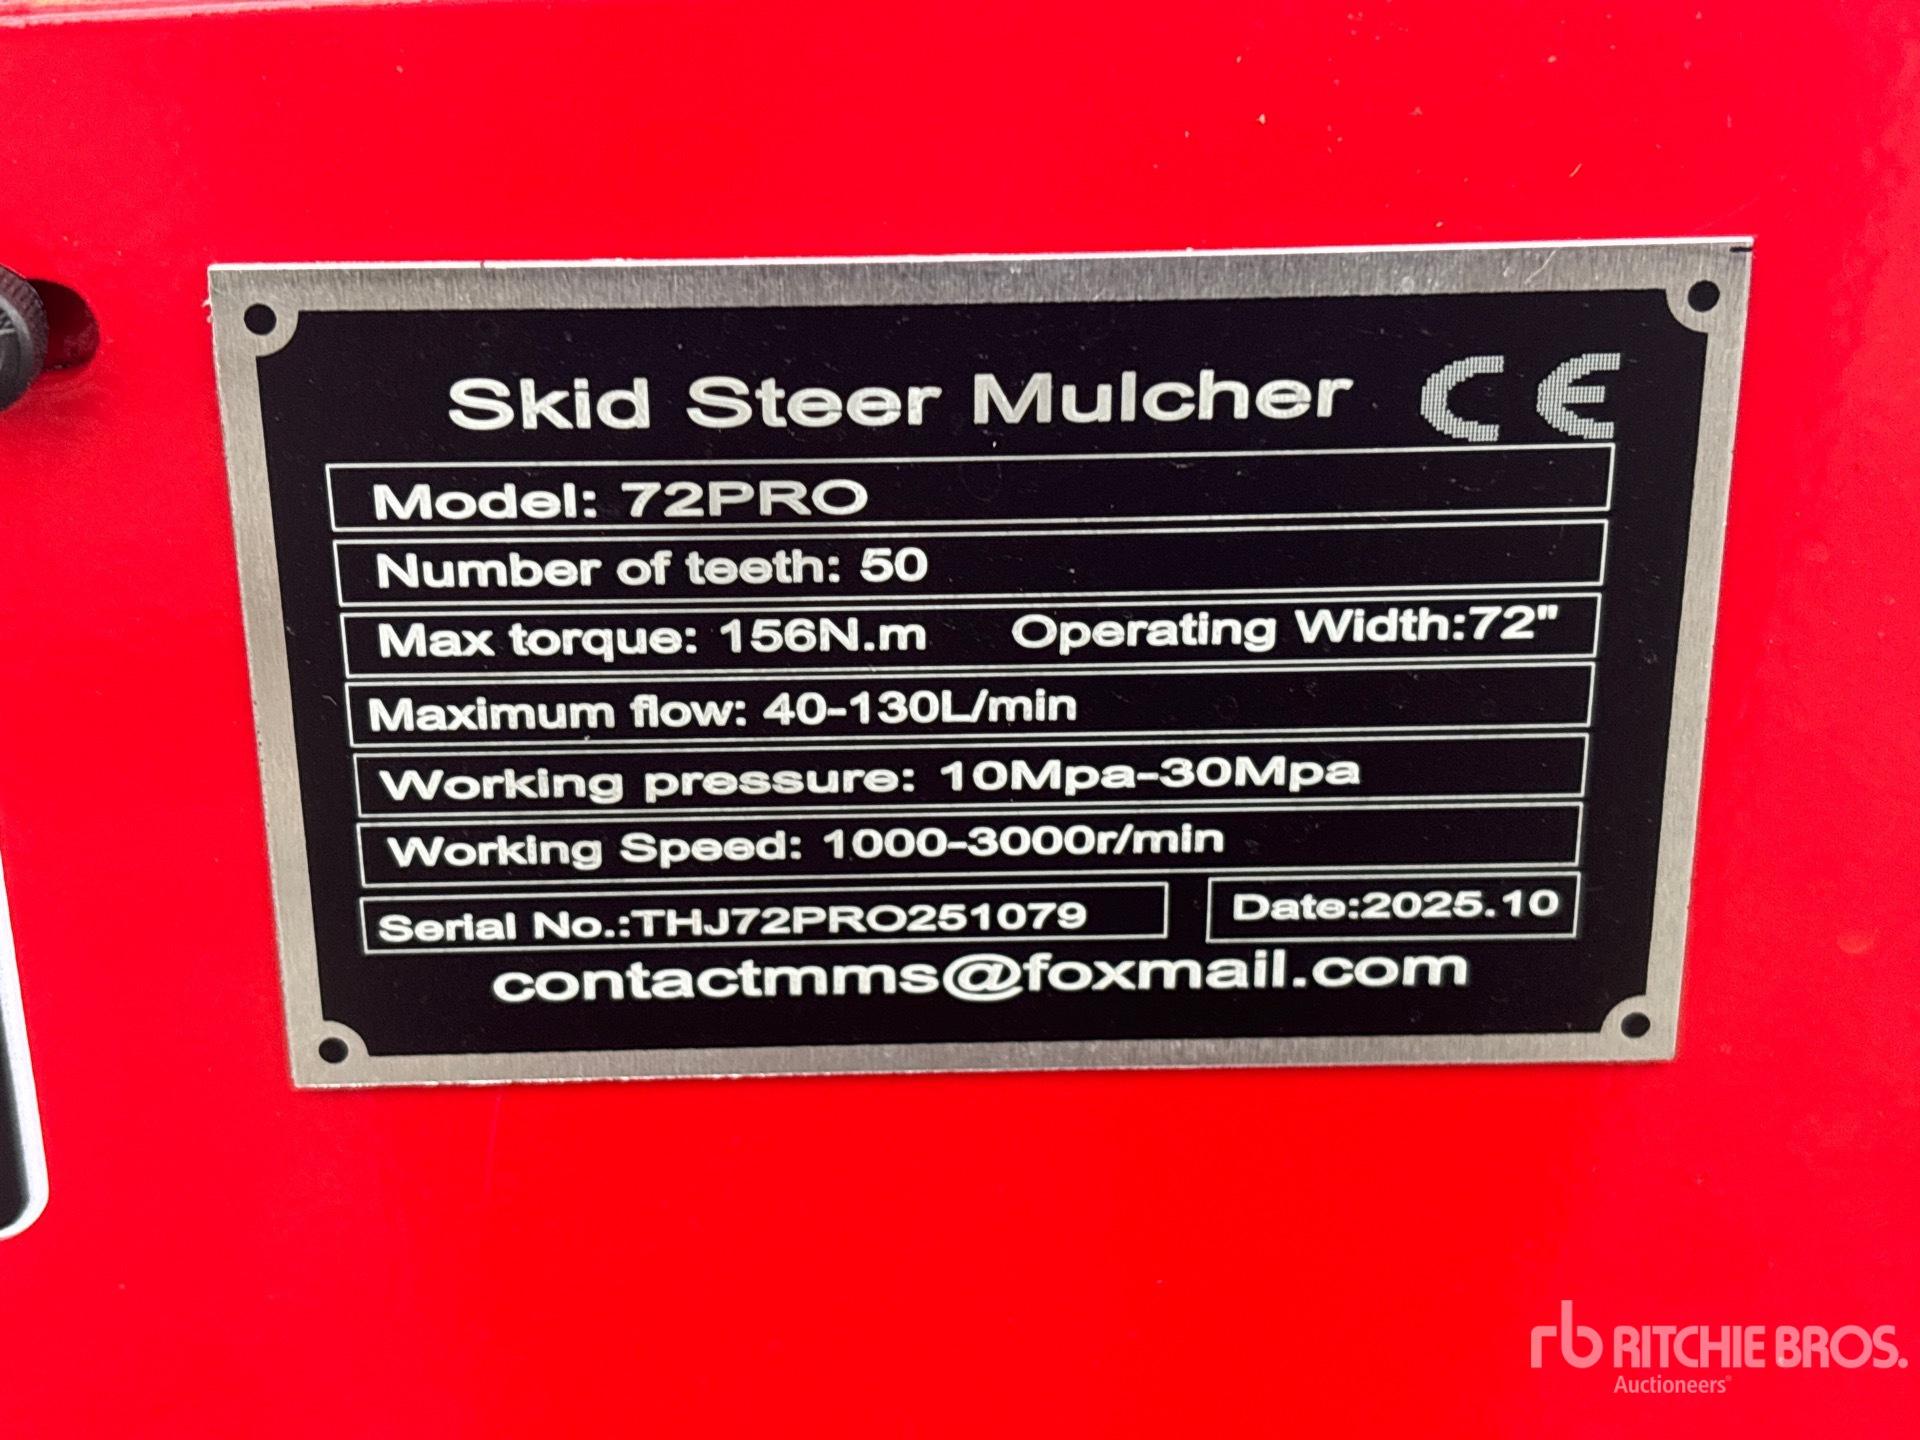 Skid Steer Mulcher CE
Model: 72PRO
Number of teeth: 50
Max torque: 156N.m Operating Width:72"
Maximum flow: 40-130L/min
Working pressure: 10Mpa-30Mpa
Working Speed: 1000-3000r/min
Serial No.:THJ72PRO251079 Date:2025.10
contactmms@foxmail.com
rb RITCHIE BROS.
Auctioneers